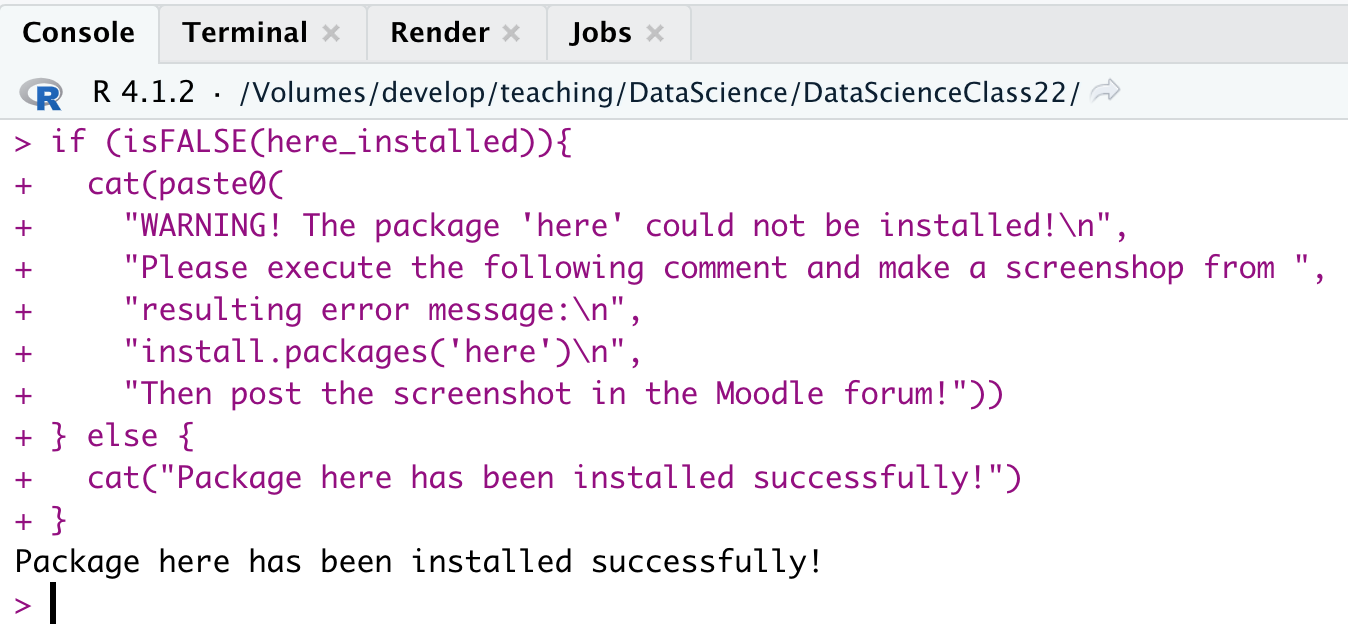 Console Terminal × Render × Jobs ×
R R 4.1.2 · /Volumes/develop/teaching/DataScience/DataScienceClass22/
> if (isFALSE(here_installed)){
+   cat(paste0(
+     "WARNING! The package 'here' could not be installed!\n",
+     "Please execute the following comment and make a screenshop from ",
+     "resulting error message:\n",
+     "install.packages('here')\n",
+     "Then post the screenshot in the Moodle forum!"))
+ } else {
+   cat("Package here has been installed successfully!")
+ }
Package here has been installed successfully!
>